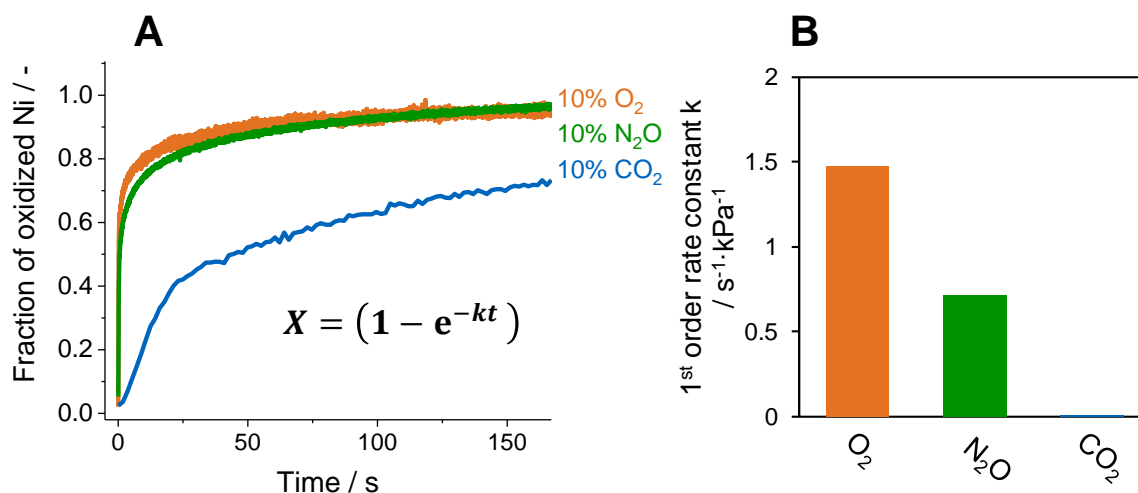 A
Fraction of oxidized Ni / -
1.0
0.8
0.6
0.4
0.2
0.0
0
50
100
150
Time / s
10% O₂
10% N₂O
10% CO₂
X = (1 − e^{-kt})
B
1st order rate constant k
/ s⁻¹·kPa⁻¹
2
1.5
1
0.5
0
O₂
N₂O
CO₂